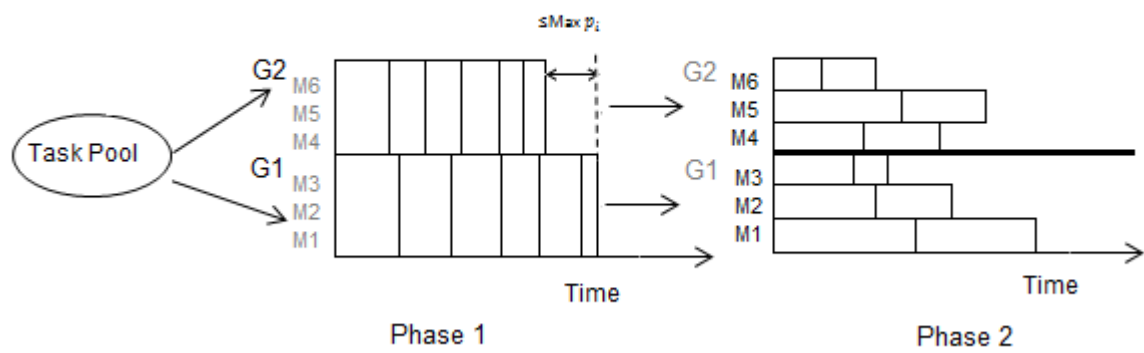 ≤Max pᵢ
G2
M6
M5
M4
Task Pool
G1
M3
M2
M1
Time
Phase 1
G2
M6
M5
M4
G1
M3
M2
M1
Time
Phase 2